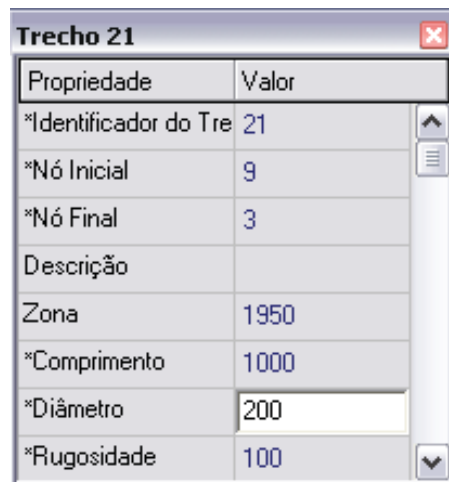 Trecho 21
Propriedade Valor
*Identificador do Tre 21
*Nó Inicial 9
*Nó Final 3
Descrição
Zona 1950
*Comprimento 1000
*Diâmetro 200
*Rugosidade 100